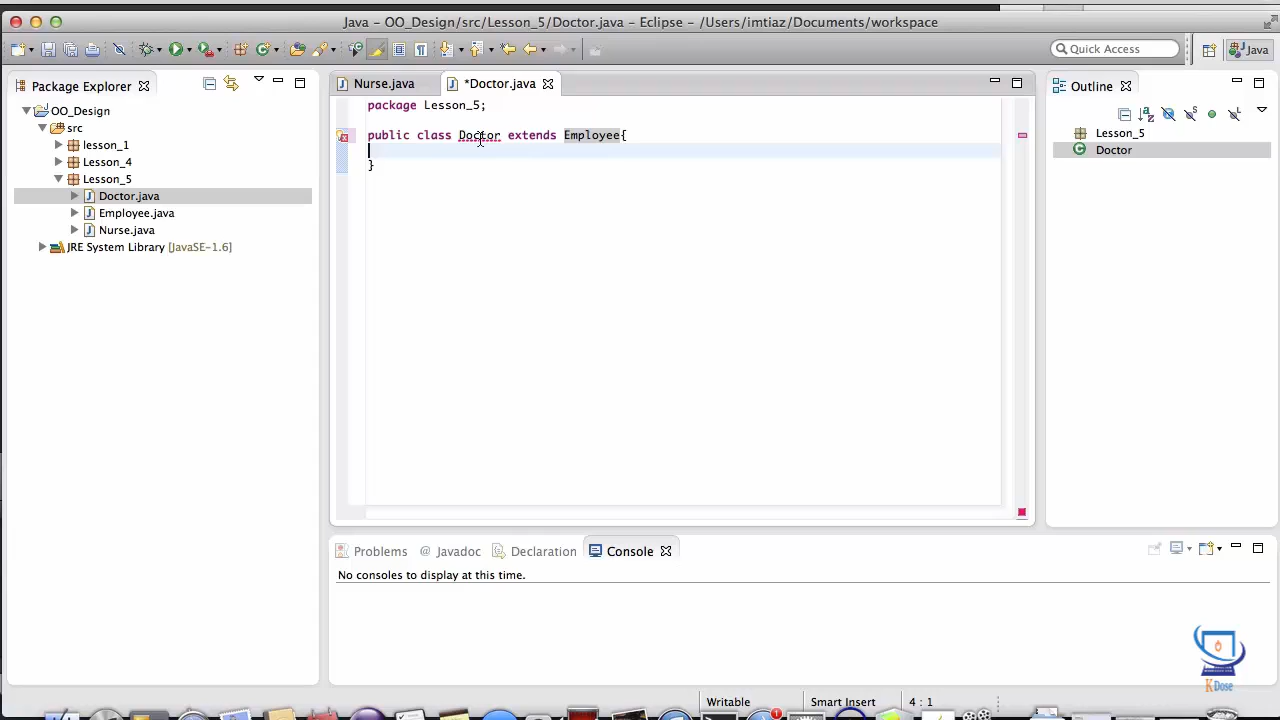 Java – OO_Design/src/Lesson_5/Doctor.java – Eclipse – /Users/imtiaz/Documents/workspace
Quick Access
Java
Package Explorer
OO_Design
src
lesson_1
Lesson_4
Lesson_5
Doctor.java
Employee.java
Nurse.java
JRE System Library [JavaSE-1.6]
Nurse.java
*Doctor.java
package Lesson_5;
public class Doctor extends Employee{
}
Outline
Lesson_5
Doctor
Problems
@ Javadoc
Declaration
Console
No consoles to display at this time.
KDose
Writable
Smart Insert
4 : 1